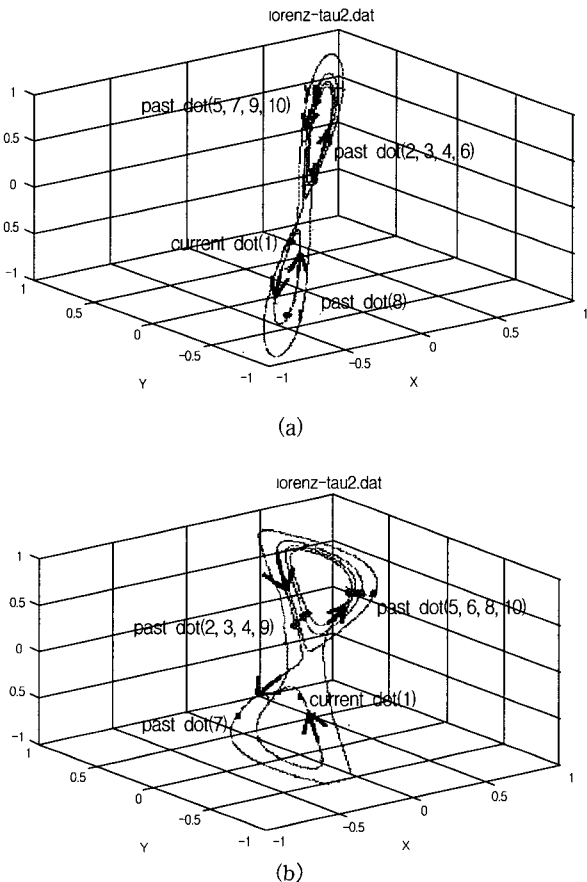 lorenz-tau2.dat
1
past dot(5, 7, 9, 10)
0.5
past dot(2, 3, 4, 6)
0
0.5
current dot(1)
-1
1
past dot(8)
1
0.5
0.5
0
0
-0.5
-0.5
Y
-1
-1
X
(a)
lorenz-tau2.dat
1
0.5
past dot(5, 6, 8, 10)
past dot(2, 3, 4, 9)
0
-0.5
current dot(1)
past dot(7)
-1
1
1
0.5
0.5
0
0
-0.5
-0.5
Y
-1
-1
X
(b)